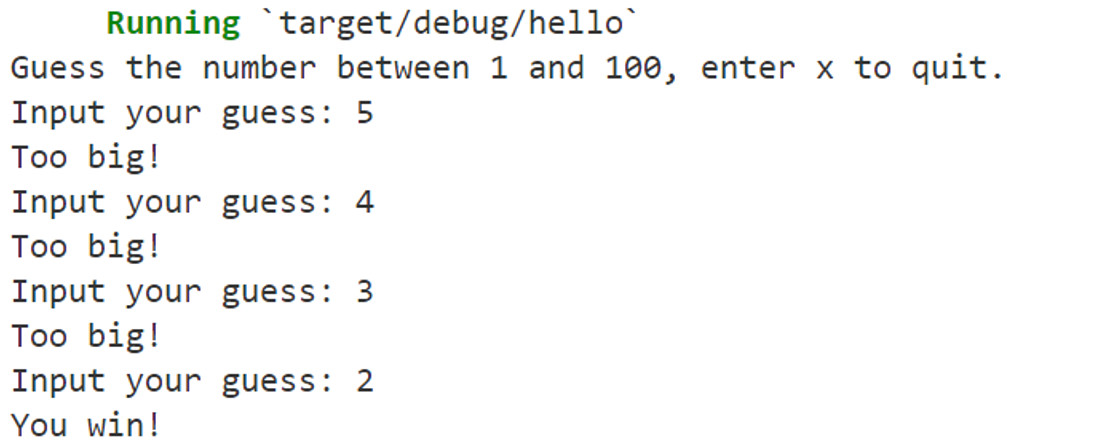 Running `target/debug/hello`
Guess the number between 1 and 100, enter x to quit.
Input your guess: 5
Too big!
Input your guess: 4
Too big!
Input your guess: 3
Too big!
Input your guess: 2
You win!